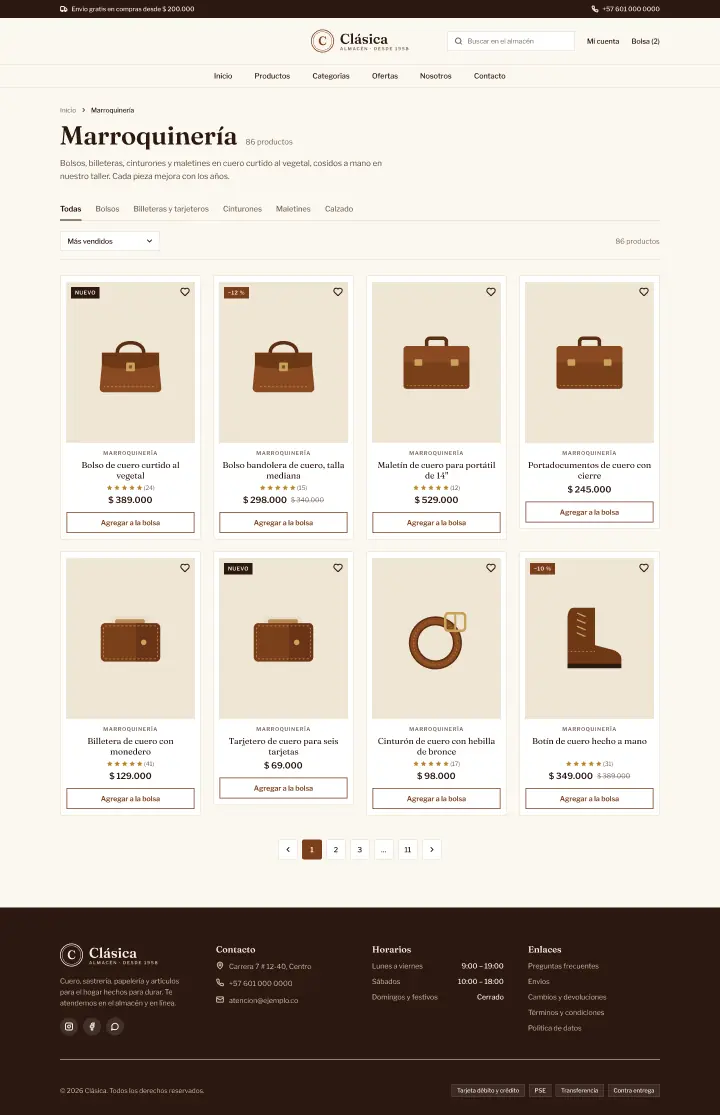 Envío gratis en compras desde $ 200.000
+57 601 000 0000
C Clásica
ALMACÉN · DESDE 1998
Buscar en el almacén
Mi cuenta
Bolsa (2)
Inicio
Productos
Categorías
Ofertas
Nosotros
Contacto
Inicio > Marroquinería
Marroquinería 86 productos
Bolsos, billeteras, cinturones y maletines en cuero curtido al vegetal, cosidos a mano en
nuestro taller. Cada pieza mejora con los años.
Todas
Bolsos
Billeteras y tarjeteros
Cinturones
Maletines
Calzado
Más vendidos
86 productos
NUEVO
MARROQUINERÍA
Bolso de cuero curtido al
vegetal
★★★★★ (24)
$ 389.000
Agregar a la bolsa
−12 %
MARROQUINERÍA
Bolso bandolera de cuero, talla
mediana
★★★★★ (15)
$ 298.000 $ 340.000
Agregar a la bolsa
MARROQUINERÍA
Maletín de cuero para portátil
de 14"
★★★★★ (12)
$ 529.000
Agregar a la bolsa
MARROQUINERÍA
Portadocumentos de cuero con
cierre
$ 245.000
Agregar a la bolsa
MARROQUINERÍA
Billetera de cuero con
monedero
★★★★★ (41)
$ 129.000
Agregar a la bolsa
NUEVO
MARROQUINERÍA
Tarjetero de cuero para seis
tarjetas
$ 69.000
Agregar a la bolsa
MARROQUINERÍA
Cinturón de cuero con hebilla
de bronce
★★★★★ (17)
$ 98.000
Agregar a la bolsa
−10 %
MARROQUINERÍA
Botín de cuero hecho a mano
★★★★★ (31)
$ 349.000 $ 389.000
Agregar a la bolsa
1
2
3
...
11
C Clásica
ALMACÉN · DESDE 1998
Cuero, sastrería, papelería y artículos
para el hogar hechos para durar. Te
atendemos en el almacén y en línea.
Contacto
Carrera 7 # 12-40, Centro
+57 601 000 0000
atencion@ejemplo.co
Horarios
Lunes a viernes 9:00 – 19:00
Sábados 10:00 – 18:00
Domingos y festivos Cerrado
Enlaces
Preguntas frecuentes
Envíos
Cambios y devoluciones
Términos y condiciones
Política de datos
© 2026 Clásica. Todos los derechos reservados.
Tarjeta débito y crédito
PSE
Transferencia
Contra entrega